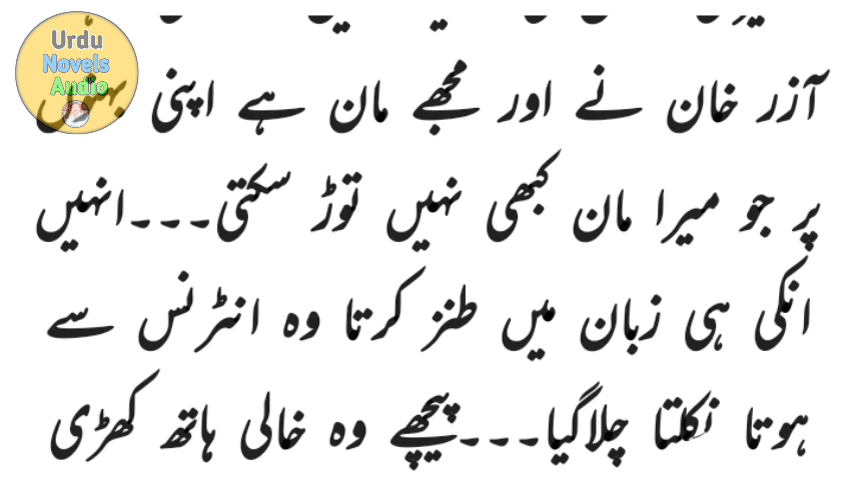 Urdu
Novels
Audio
آزر خان نے اور مجھے مان ہے اپنی
پر جو میرا مان کبھی نہیں توڑ سکتی۔۔۔انہیں
انکی ہی زبان میں طنز کرتا وہ انٹرنس سے
ہوتا نکلتا چلاگیا۔۔۔پیچھے وہ خالی ہاتھ کھڑی